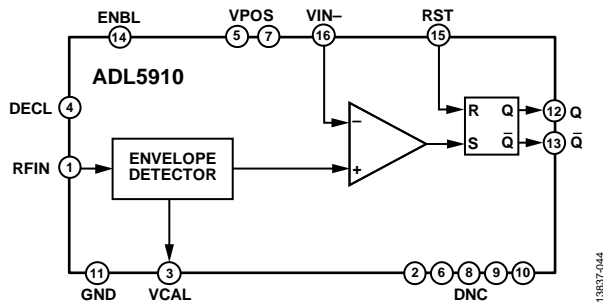 ENBL
VPOS
VIN–
RST
14
5
7
16
15
ADL5910
DECL
4
RFIN
1
ENVELOPE
DETECTOR
–
+
R
Q
S
Q̅
12
Q
13
Q̅
11
3
2
6
8
9
10
GND
VCAL
DNC
13837-044